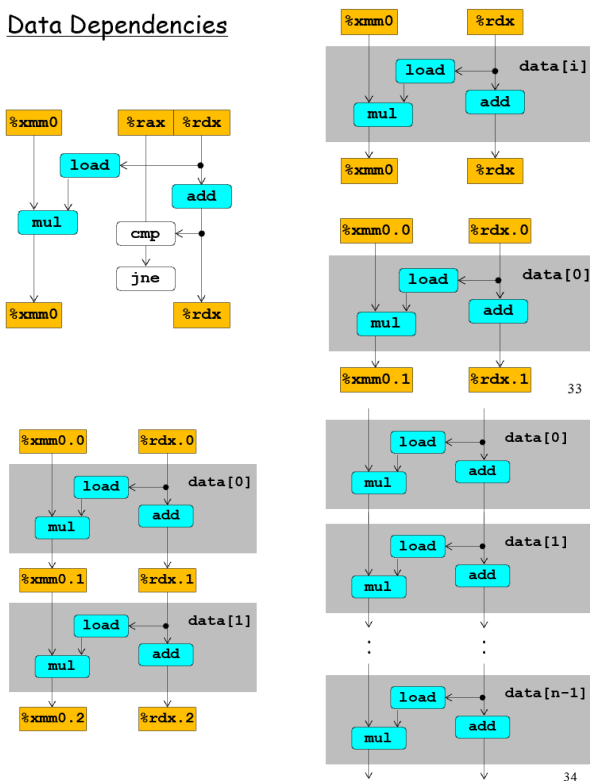 Data Dependencies
%xmm0 %rax %rdx
load
add
mul
cmp
jne
%xmm0 %rdx
%xmm0 %rdx
load data[i]
add
mul
%xmm0 %rdx
%xmm0.0 %rdx.0
load data[0]
add
mul
%xmm0.1 %rdx.1
33
%xmm0.0 %rdx.0
load data[0]
add
mul
%xmm0.1 %rdx.1
load data[1]
add
mul
%xmm0.2 %rdx.2
load data[0]
add
mul
load data[1]
add
mul
: :
load data[n-1]
add
mul
34